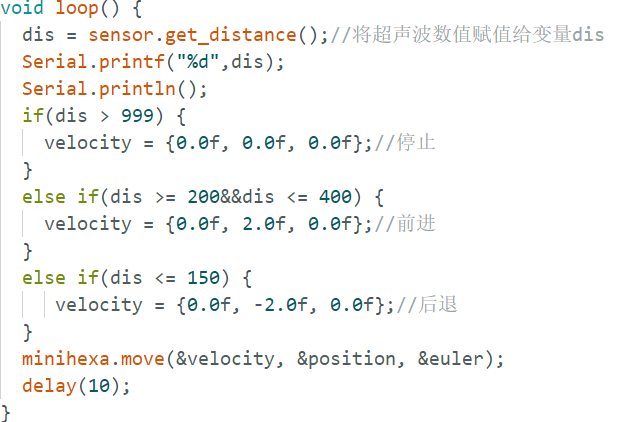 void loop() {
  dis = sensor.get_distance();//将超声波数值赋值给变量dis
  Serial.printf("%d",dis);
  Serial.println();
  if(dis > 999) {
    velocity = {0.0f, 0.0f, 0.0f};//停止
  }
  else if(dis >= 200&&dis <= 400) {
    velocity = {0.0f, 2.0f, 0.0f};//前进
  }
  else if(dis <= 150) {
     velocity = {0.0f, -2.0f, 0.0f};//后退
  }
  minihexa.move(&velocity, &position, &euler);
  delay(10);
}